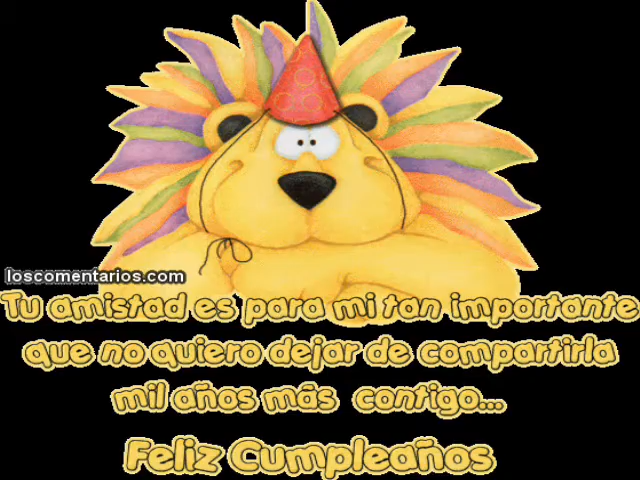 loscomentarios.com
Tu amistad es para mi tan importante
que no quiero dejar de compartirla
mil años más contigo...
Feliz Cumpleaños